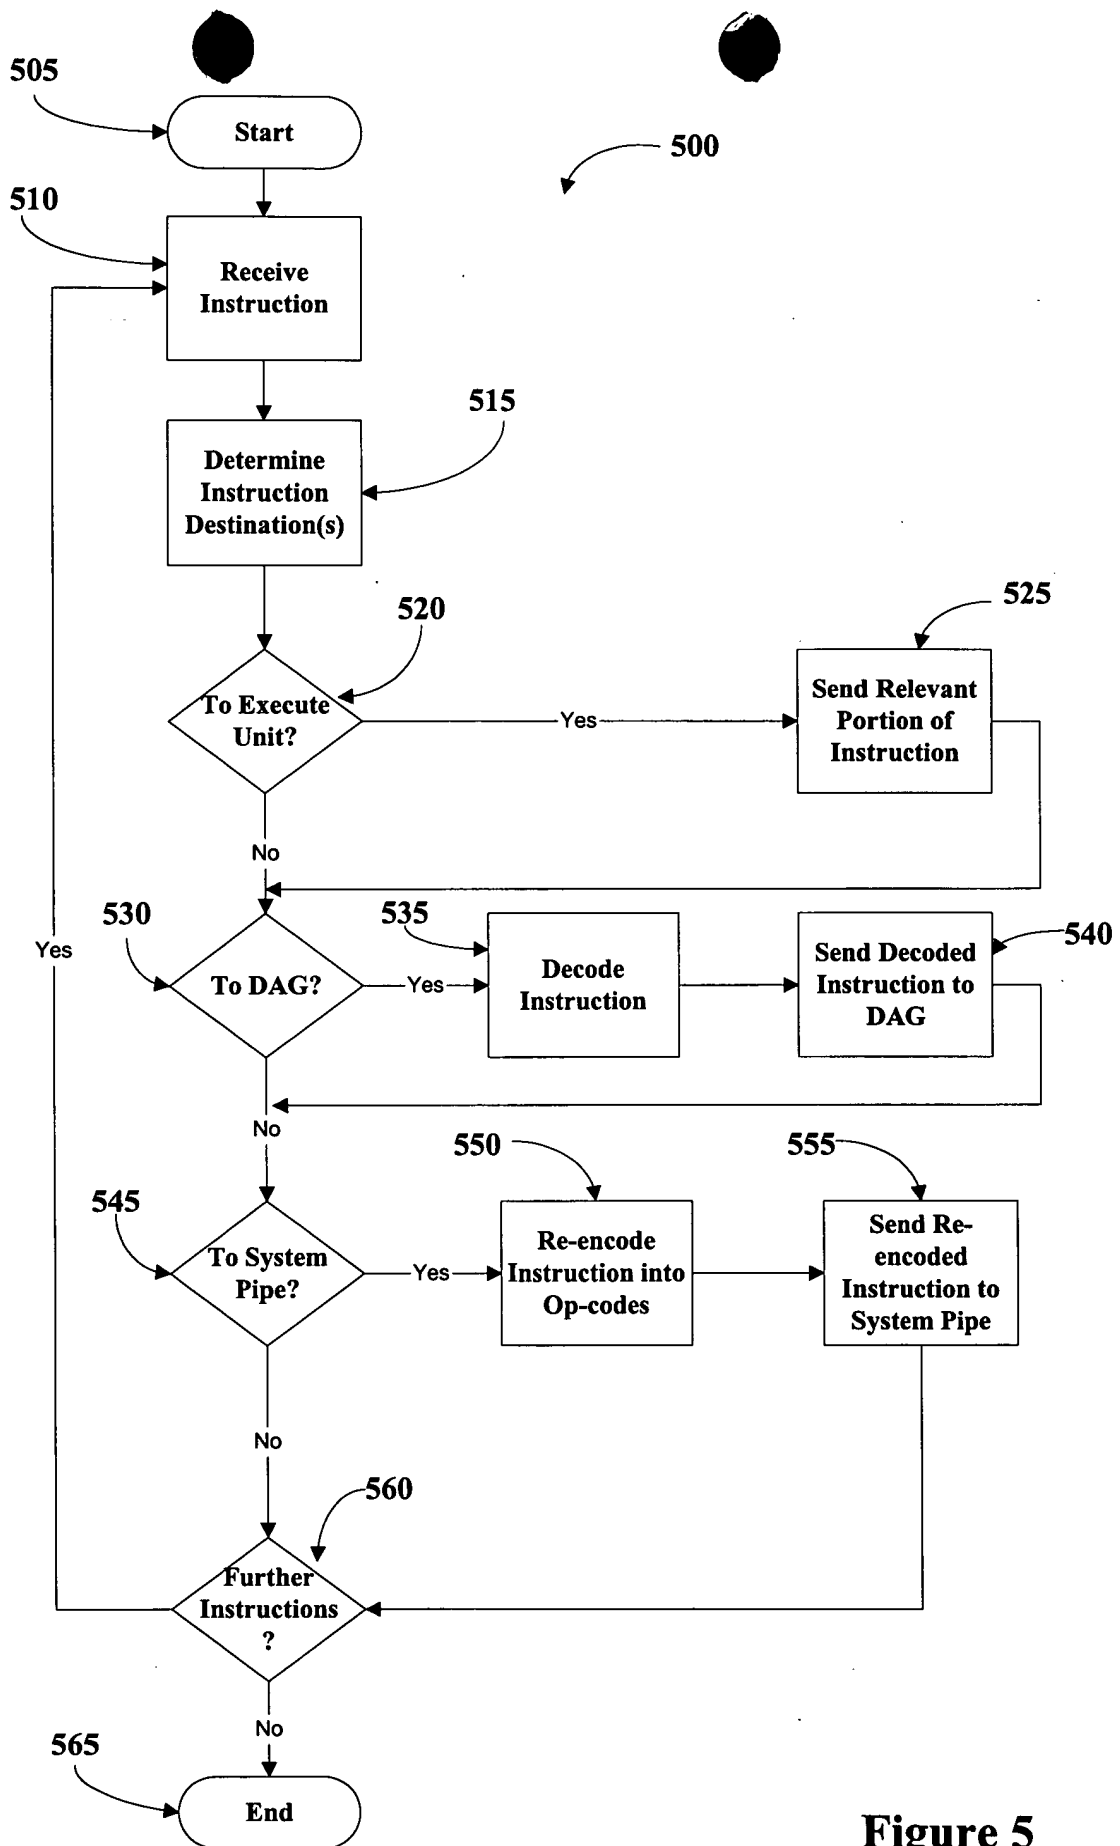 505
Start
500
510
Receive
Instruction
515
Determine
Instruction
Destination(s)
520
525
To Execute
Unit?
Yes
Send Relevant
Portion of
Instruction
No
530
535
540
Yes
To DAG?
Yes
Decode
Instruction
Send Decoded
Instruction to
DAG
No
550
555
545
To System
Pipe?
Yes
Re-encode
Instruction into
Op-codes
Send Re-
encoded
Instruction to
System Pipe
No
560
Further
Instructions
?
No
565
End
Figure 5